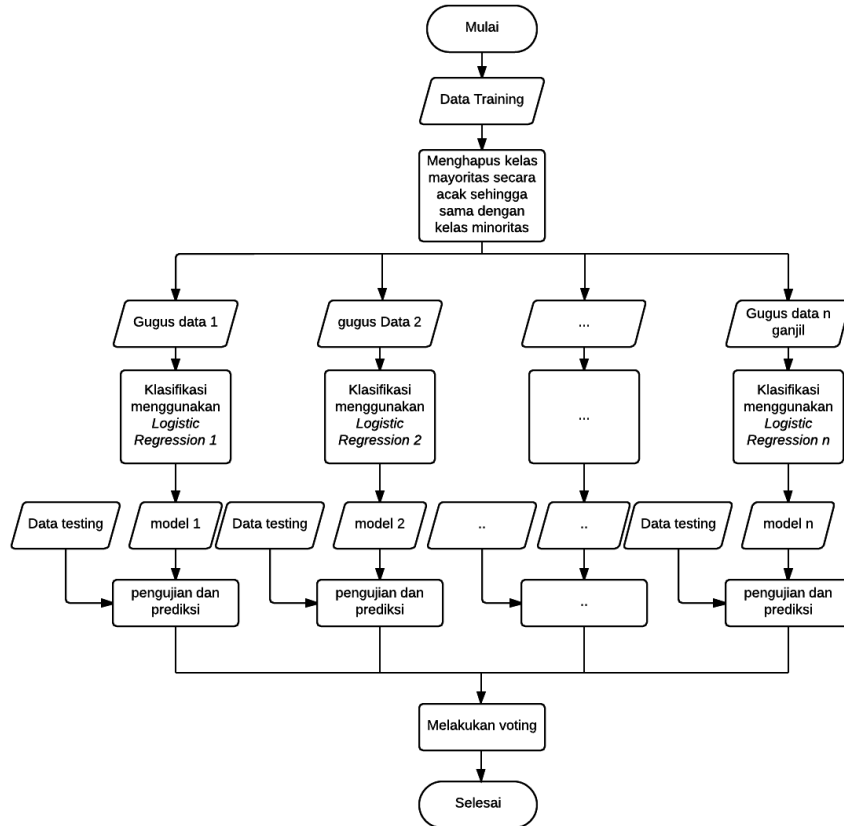 Mulai
Data Training
Menghapus kelas
mayoritas secara
acak sehingga
sama dengan
kelas minoritas
Gugus data 1
gugus Data 2
...
Gugus data n
ganjil
Klasifikasi
menggunakan
Logistic
Regression 1
Klasifikasi
menggunakan
Logistic
Regression 2
...
Klasifikasi
menggunakan
Logistic
Regression n
Data testing
model 1
Data testing
model 2
..
..
Data testing
model n
pengujian dan
prediksi
pengujian dan
prediksi
..
pengujian dan
prediksi
Melakukan voting
Selesai